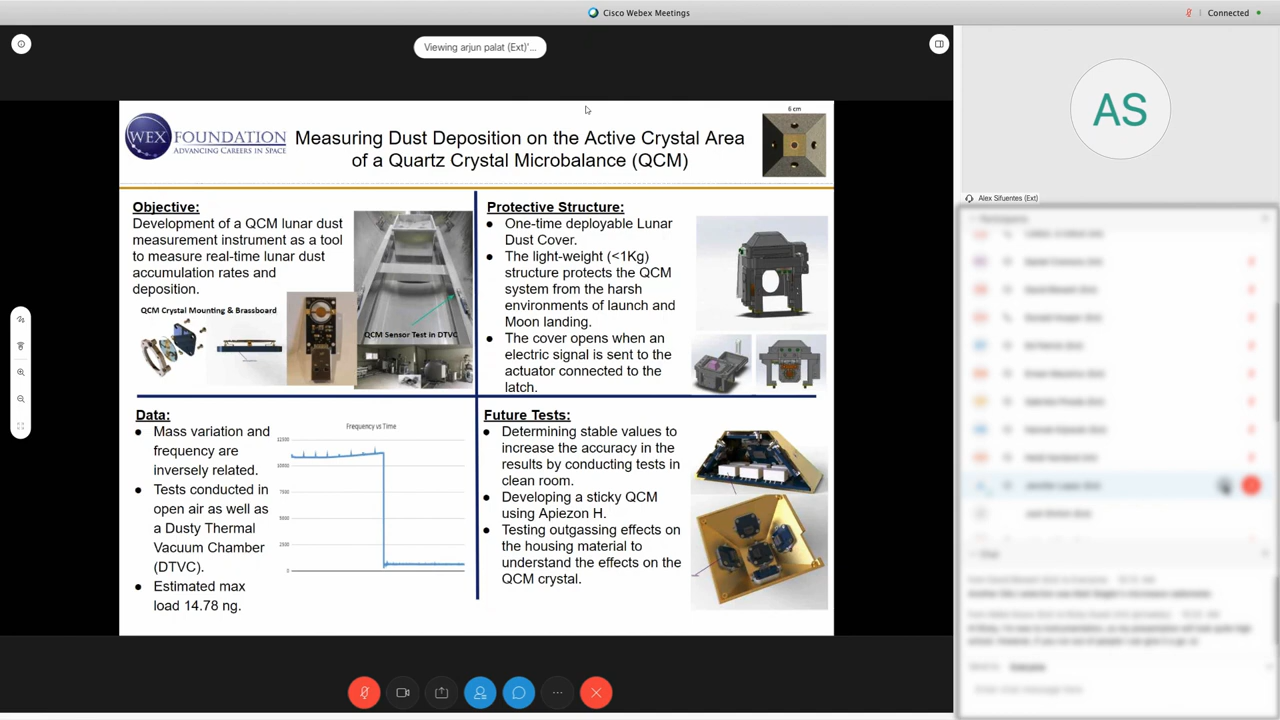 Cisco Webex Meetings
Connected
Viewing arjun palat (Ext)'...
AS
Alex Sifuentes (Ext)
WEX FOUNDATION
ADVANCING CAREERS IN SPACE
Measuring Dust Deposition on the Active Crystal Area
of a Quartz Crystal Microbalance (QCM)
6 cm
Objective:
Development of a QCM lunar dust
measurement instrument as a tool
to measure real-time lunar dust
accumulation rates and
deposition.
QCM Crystal Mounting & Brassboard
QCM Sensor Test in DTVC
Protective Structure:
● One-time deployable Lunar
Dust Cover.
● The light-weight (<1Kg)
structure protects the QCM
system from the harsh
environments of launch and
Moon landing.
● The cover opens when an
electric signal is sent to the
actuator connected to the
latch.
Data:
● Mass variation and
frequency are
inversely related.
● Tests conducted in
open air as well as
a Dusty Thermal
Vacuum Chamber
(DTVC).
● Estimated max
load 14.78 ng.
Frequency vs Time
12500
10000
7500
5000
2500
0
Future Tests:
● Determining stable values to
increase the accuracy in the
results by conducting tests in
clean room.
● Developing a sticky QCM
using Apiezon H.
● Testing outgassing effects on
the housing material to
understand the effects on the
QCM crystal.